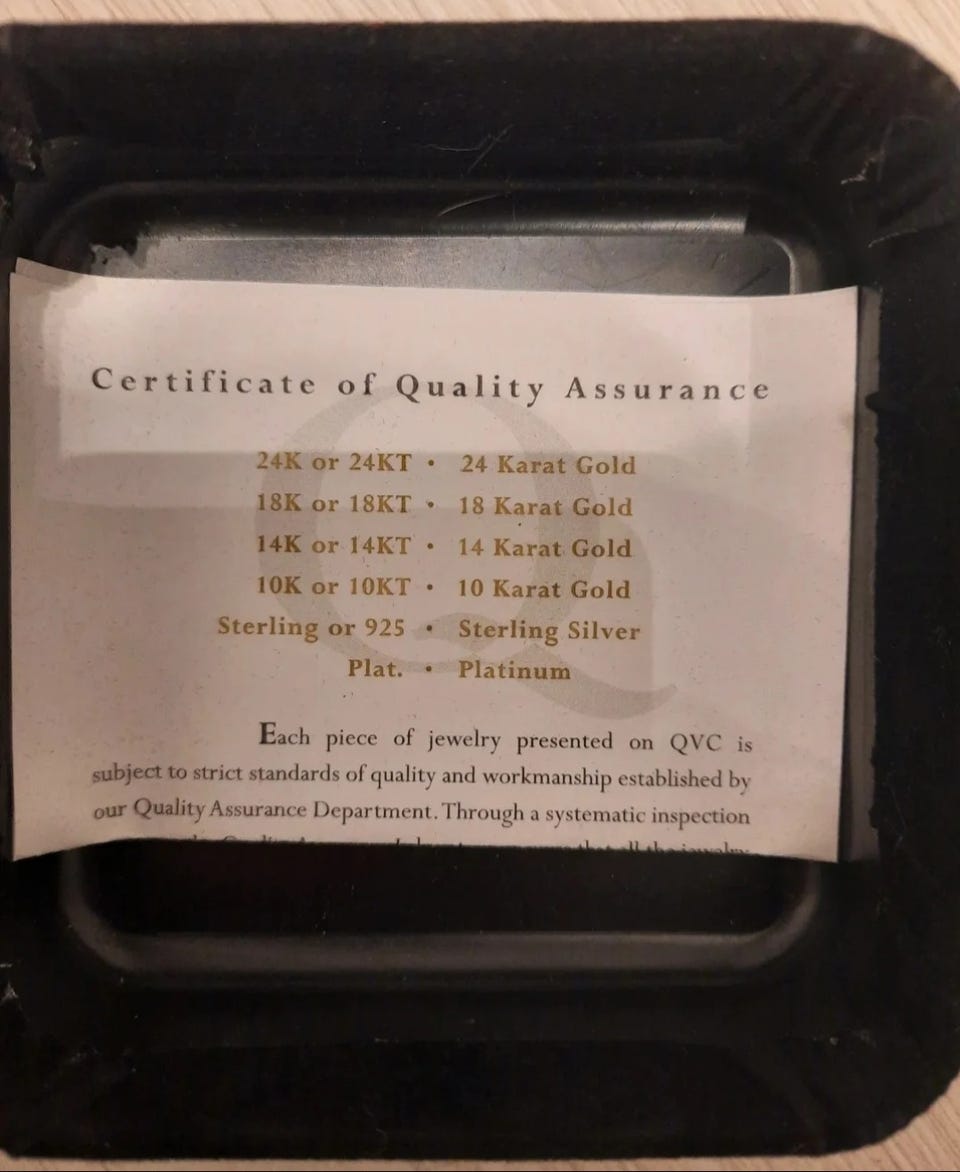 Certificate of Quality Assurance
24K or 24KT • 24 Karat Gold
18K or 18KT • 18 Karat Gold
14K or 14KT • 14 Karat Gold
10K or 10KT • 10 Karat Gold
Sterling or 925 • Sterling Silver
Plat. • Platinum
Each piece of jewelry presented on QVC is
subject to strict standards of quality and workmanship established by
our Quality Assurance Department. Through a systematic inspection